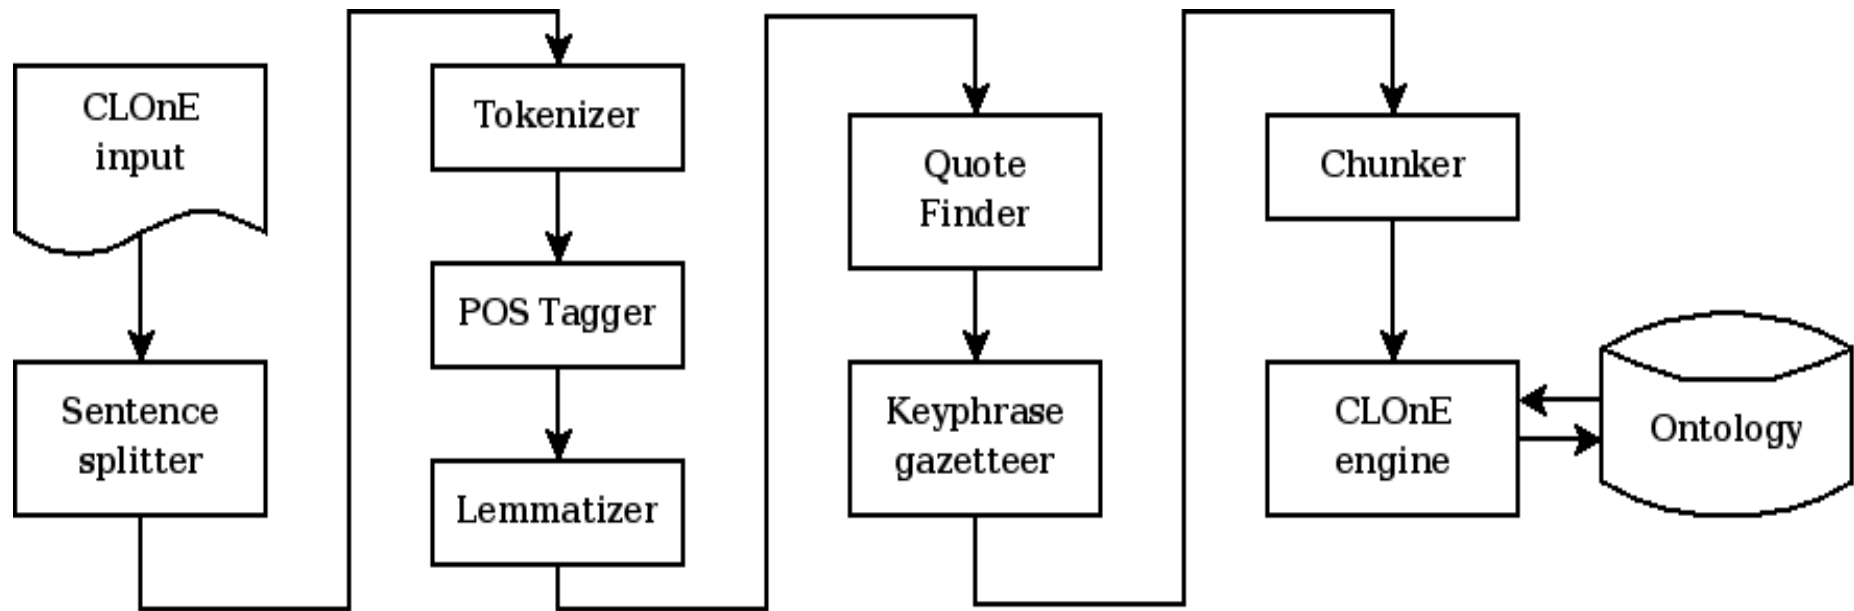 CLOnE
input
Sentence
splitter
Tokenizer
POS Tagger
Lemmatizer
Quote
Finder
Keyphrase
gazetteer
Chunker
CLOnE
engine
Ontology